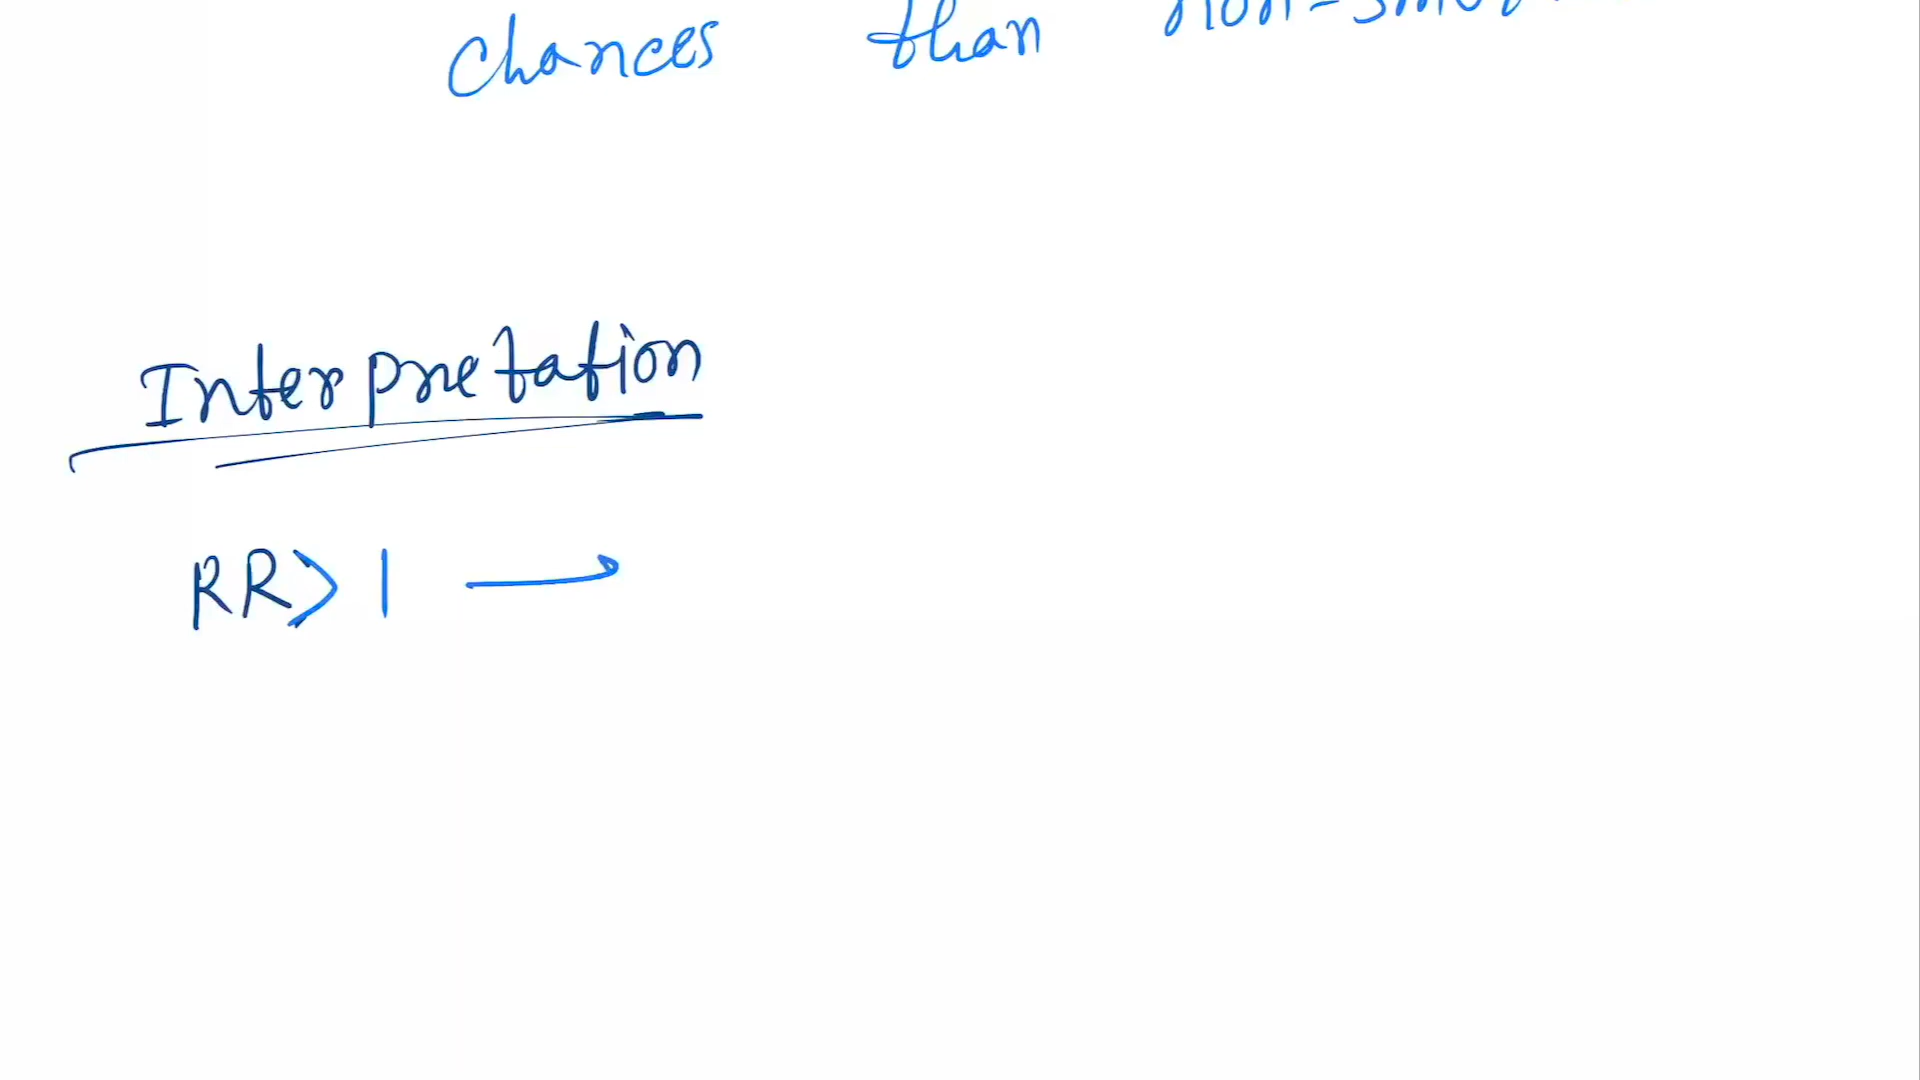 chances than
Interpretation
RR > 1 →